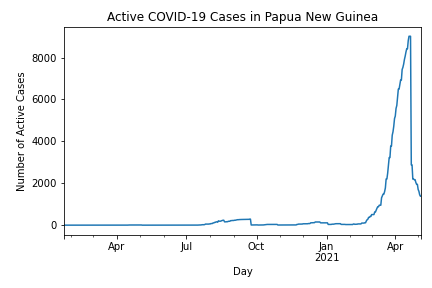 Active COVID-19 Cases in Papua New Guinea
Number of Active Cases
8000
6000
4000
2000
0
Apr
Jul
Oct
Jan
2021
Apr
Day